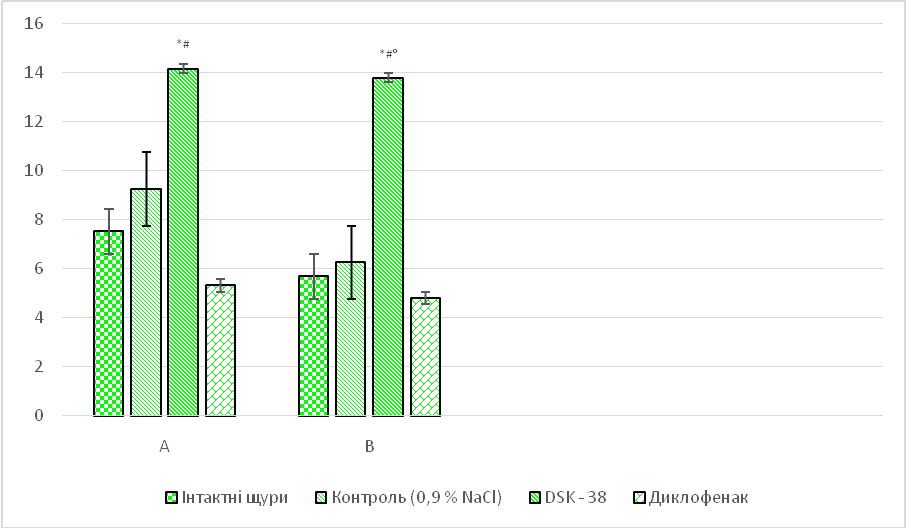 16
*#
14
*#°
12
10
8
6
4
2
0
A
B
Інтактні щури
Контроль (0,9 % NaCl)
DSK - 38
Диклофенак